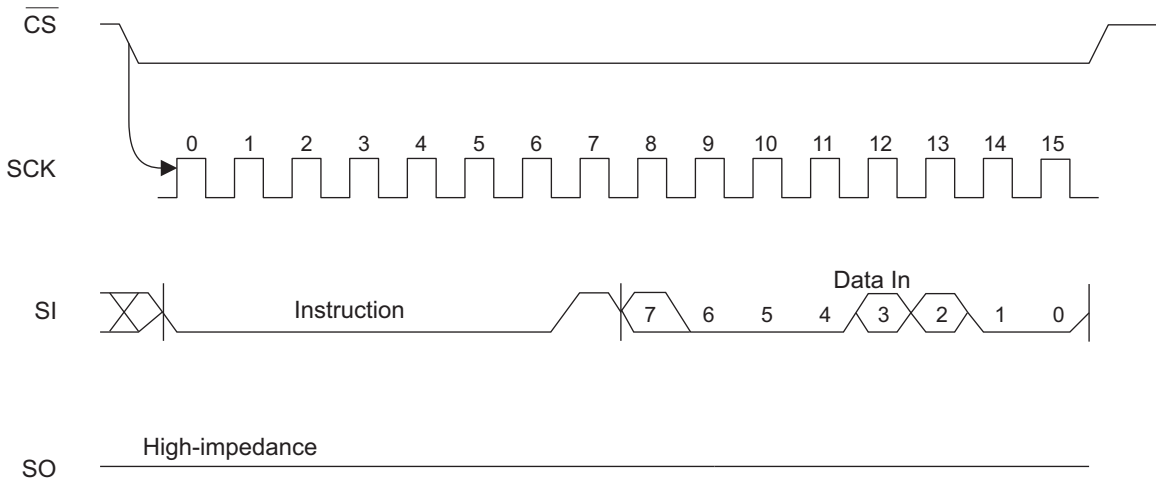 CS
0 1 2 3 4 5 6 7 8 9 10 11 12 13 14 15
SCK
Data In
SI Instruction 7 6 5 4 3 2 1 0
High-impedance
SO